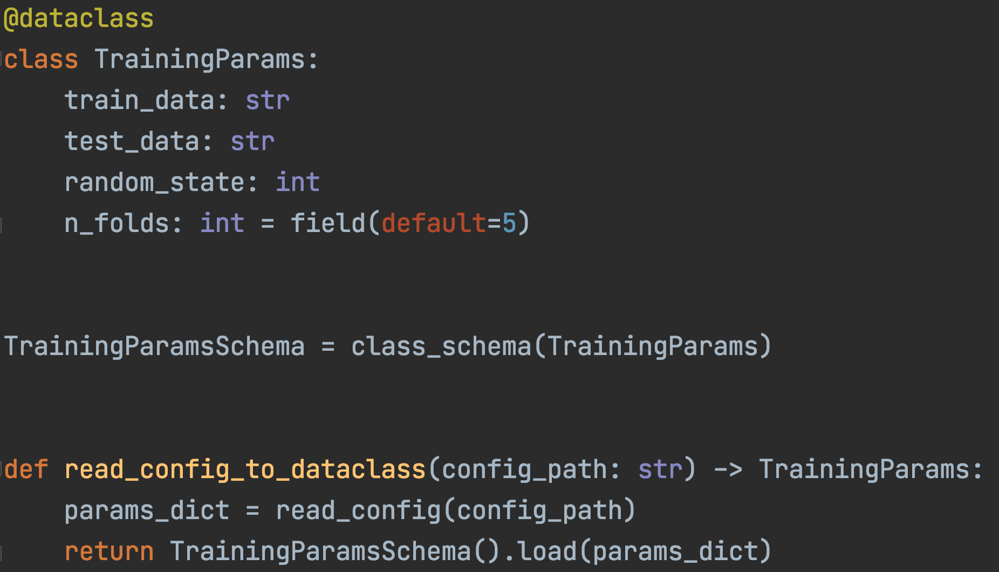 @dataclass
class TrainingParams:
    train_data: str
    test_data: str
    random_state: int
    n_folds: int = field(default=5)
TrainingParamsSchema = class_schema(TrainingParams)
def read_config_to_dataclass(config_path: str) -> TrainingParams:
    params_dict = read_config(config_path)
    return TrainingParamsSchema().load(params_dict)